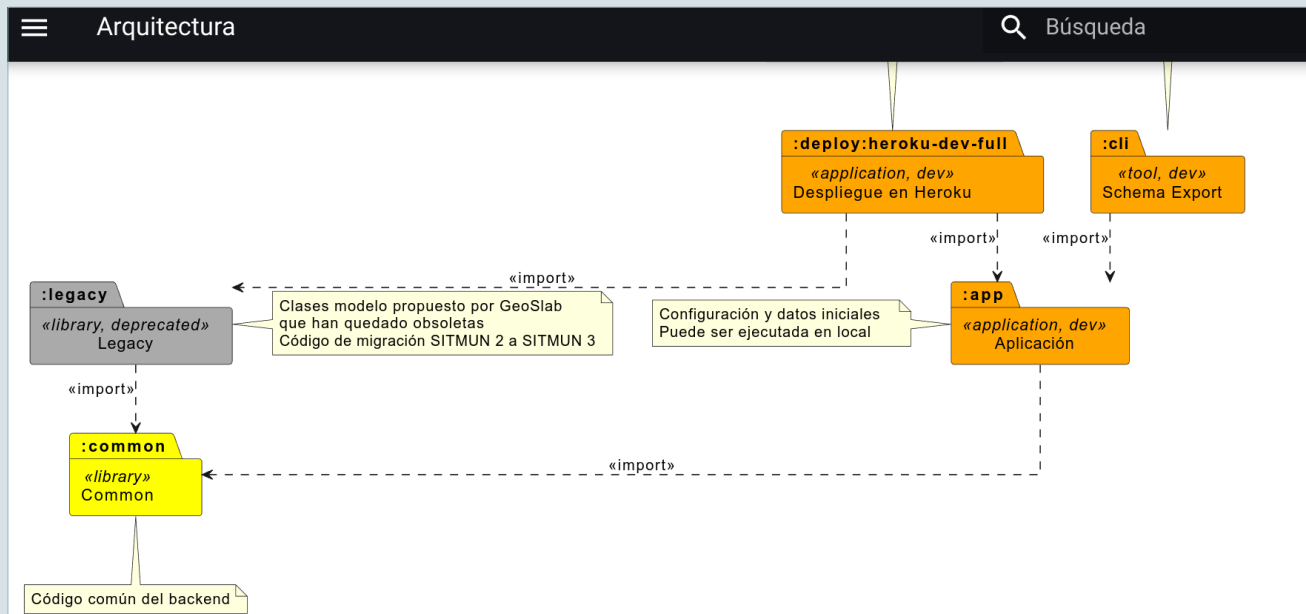 Arquitectura
Búsqueda
:deploy:heroku-dev-full
«application, dev»
Despliegue en Heroku
:cli
«tool, dev»
Schema Export
«import»
«import»
«import»
:legacy
«library, deprecated»
Legacy
Clases modelo propuesto por GeoSlab
que han quedado obsoletas
Código de migración SITMUN 2 a SITMUN 3
Configuración y datos iniciales
Puede ser ejecutada en local
:app
«application, dev»
Aplicación
«import»
:common
«library»
Common
«import»
Código común del backend